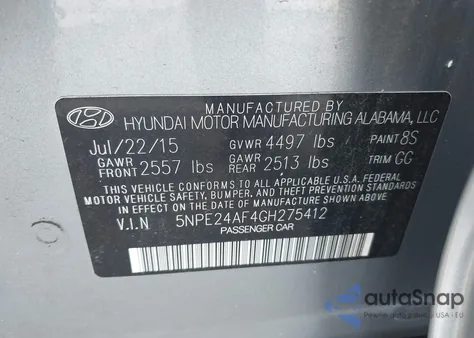 MANUFACTURED BY
HYUNDAI MOTOR MANUFACTURING ALABAMA, LLC
Jul/22/15 GVWR 4497 lbs PAINT 8S
GAWR FRONT 2557 lbs GAWR REAR 2513 lbs TRIM GG
THIS VEHICLE CONFORMS TO ALL APPLICABLE U.S.A. FEDERAL
MOTOR VEHICLE SAFETY, BUMPER, AND THEFT PREVENTION STANDARDS IN
EFFECT ON THE DATE OF MANUFACTURE SHOWN ABOVE.
V.I.N 5NPE24AF4GH275412
PASSENGER CAR
autoSnap